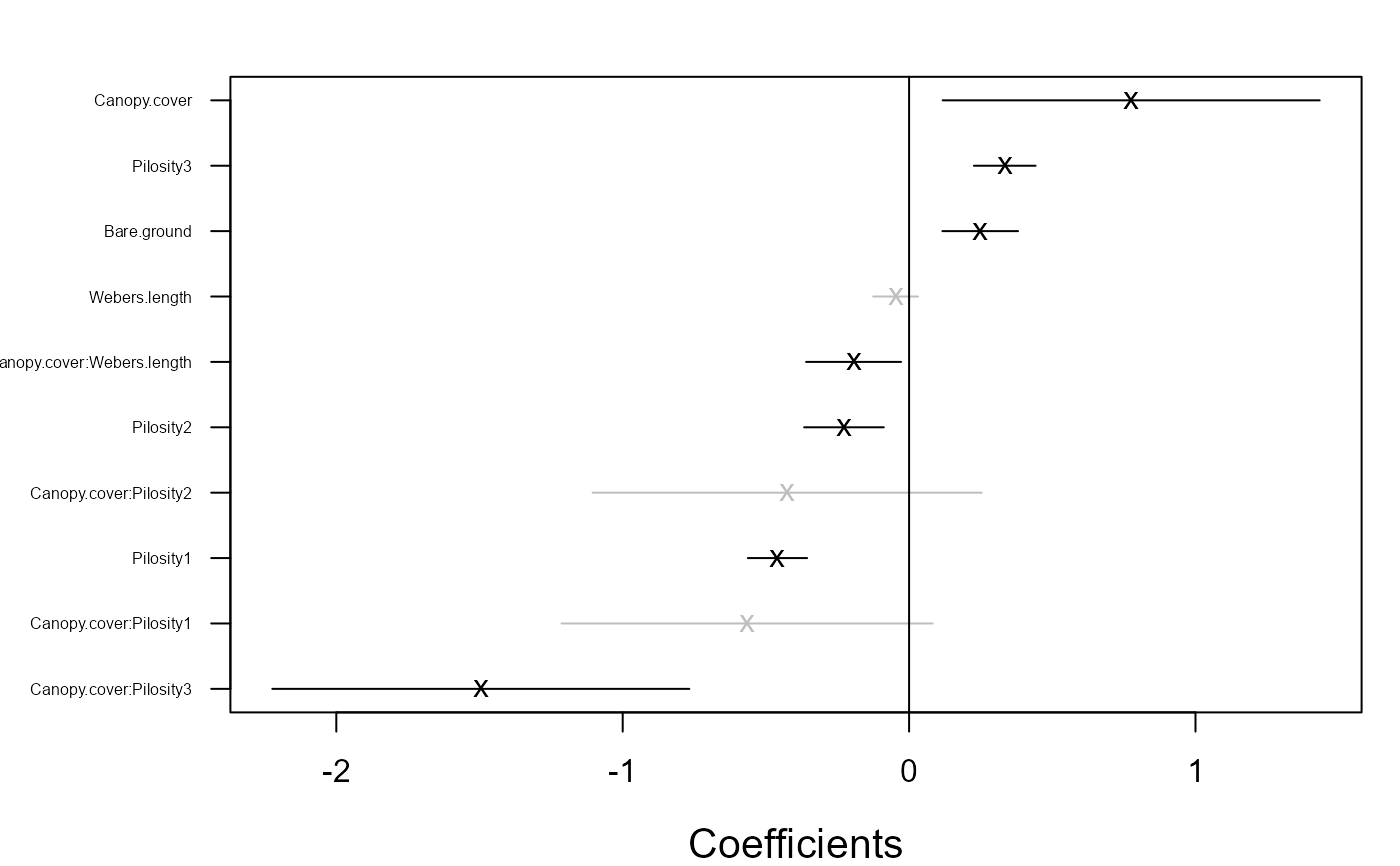 Canopy.cover
Pilosity3
Bare.ground
Webers.length
anopy.cover:Webers.length
Pilosity2
Canopy.cover:Pilosity2
Pilosity1
Canopy.cover:Pilosity1
Canopy.cover:Pilosity3
-2 -1 0 1
Coefficients